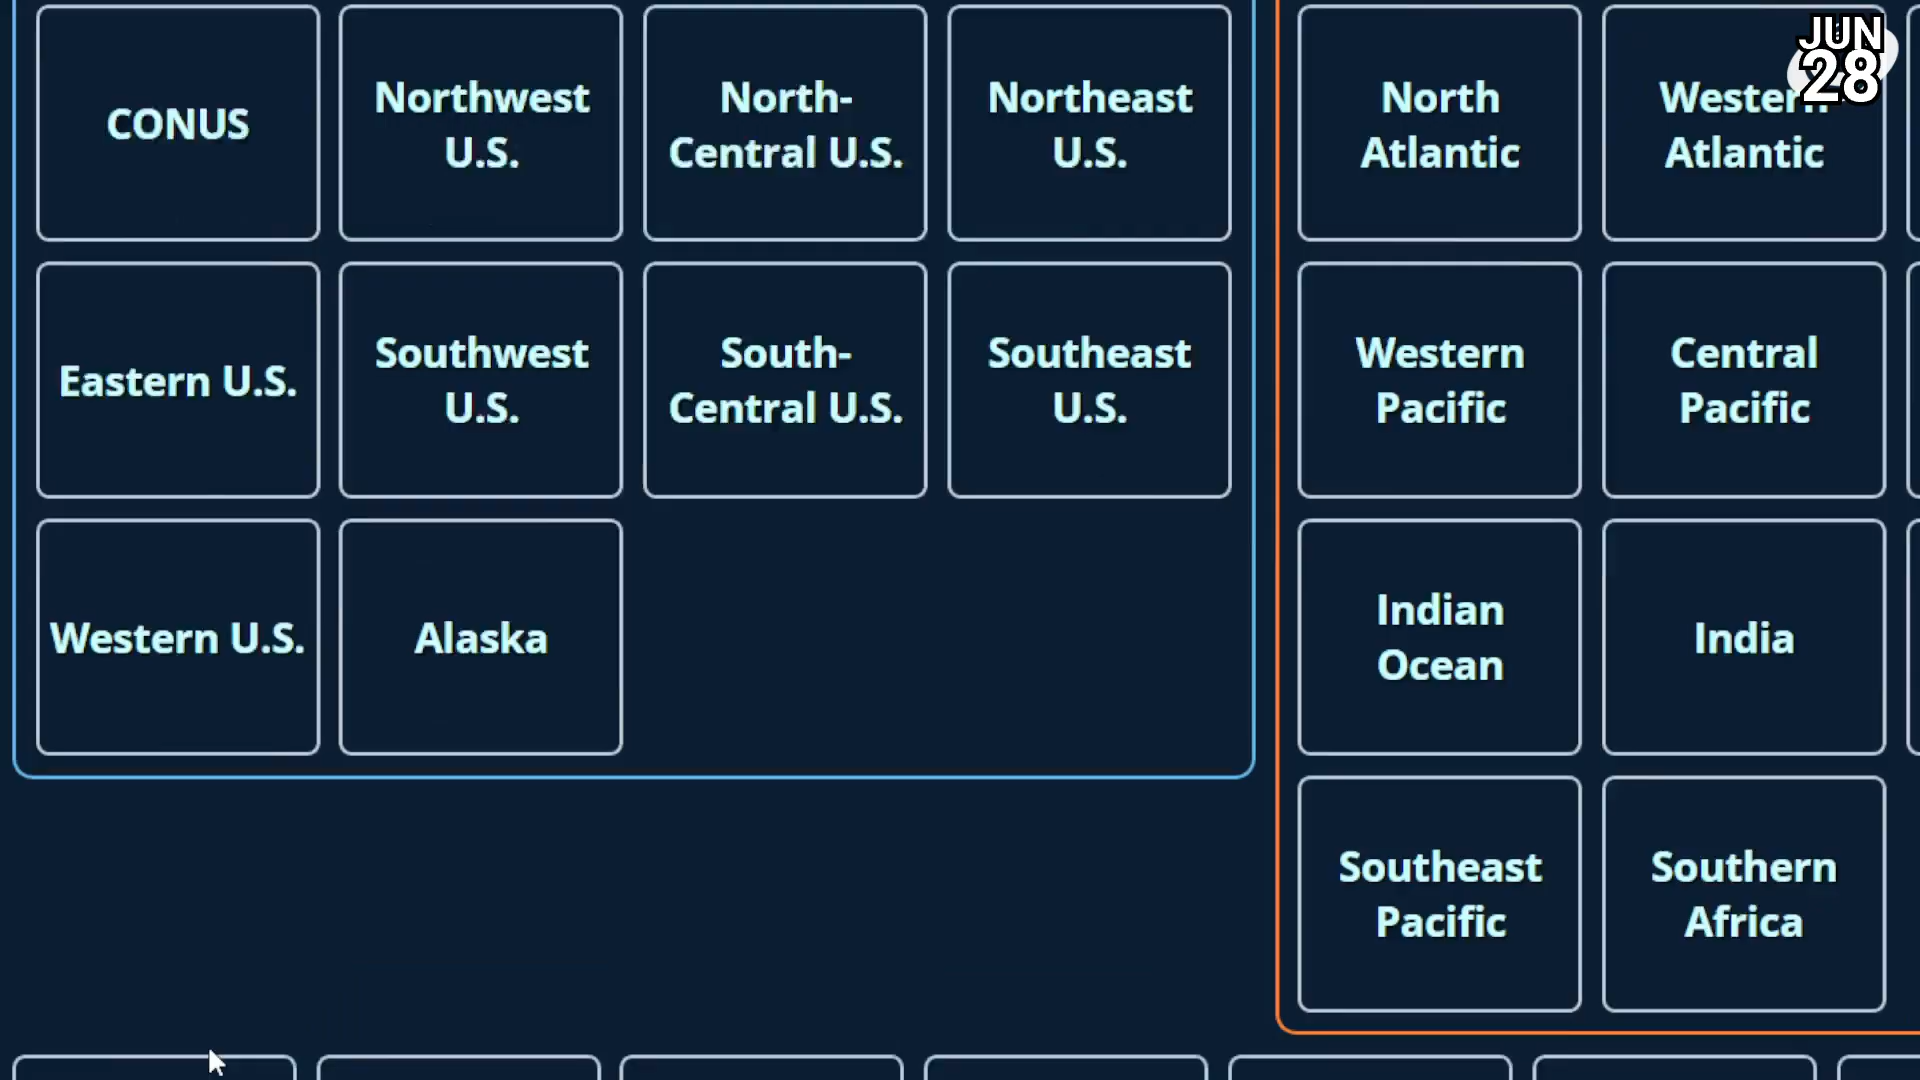 CONUS
Northwest
U.S.
North-
Central U.S.
Northeast
U.S.
North
Atlantic
Western
Atlantic
JUN
28
Eastern U.S.
Southwest
U.S.
South-
Central U.S.
Southeast
U.S.
Western
Pacific
Central
Pacific
Western U.S.
Alaska
Indian
Ocean
India
Southeast
Pacific
Southern
Africa